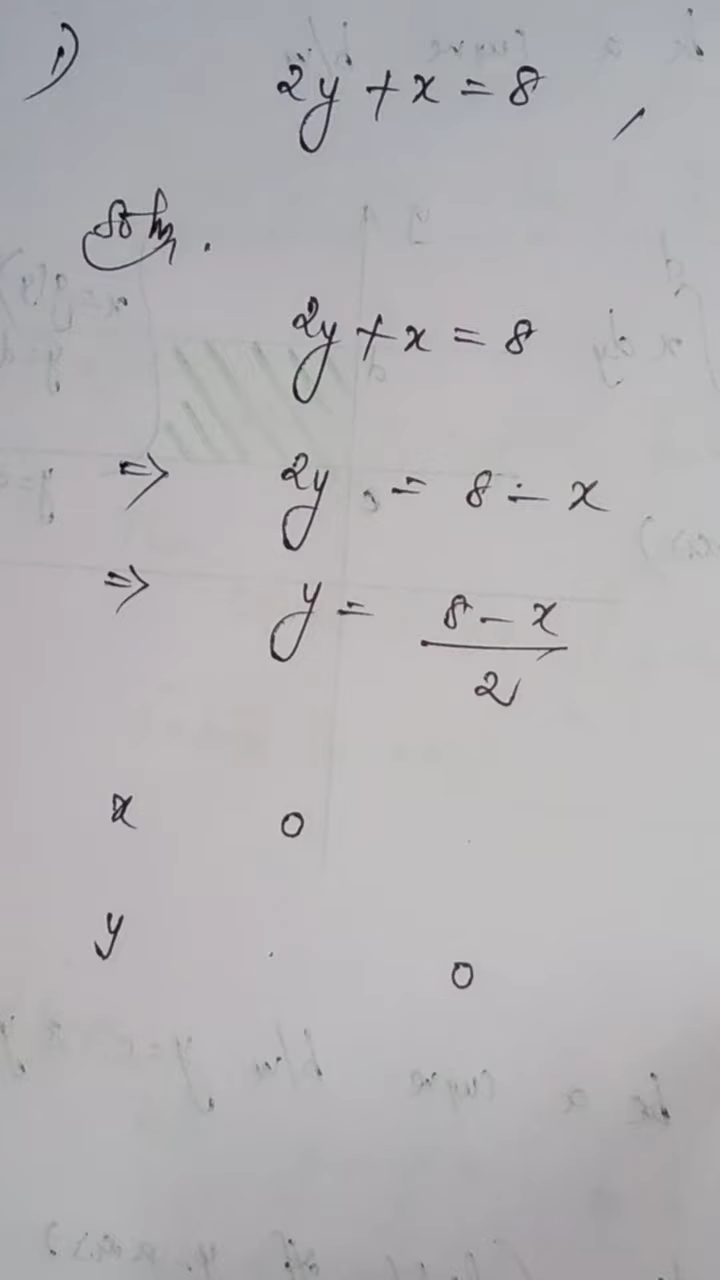 1) 2y + x = 8,
Soln.
2y + x = 8
⇒ 2y = 8 - x
⇒ y = (8 - x)/2
x 0
y 0